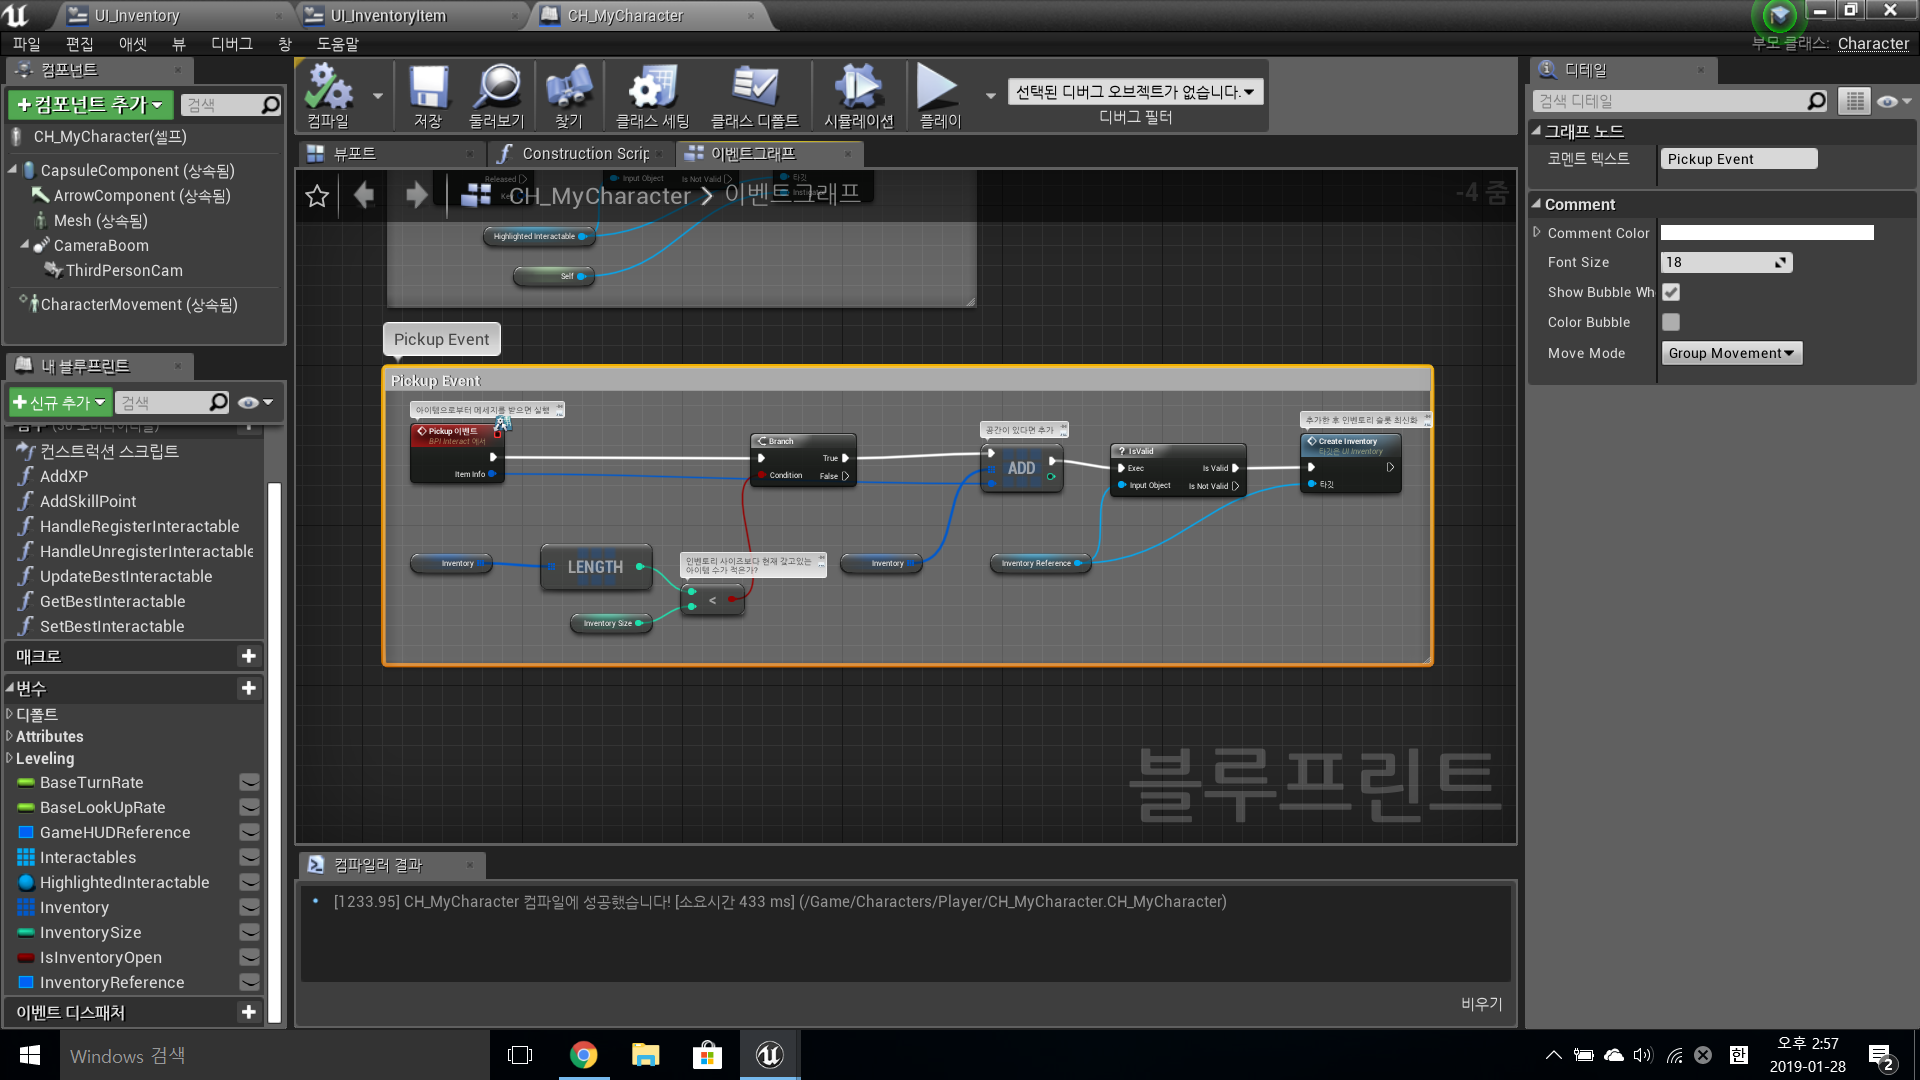 UI_Inventory
UI_InventoryItem
CH_MyCharacter
파일 편집 애셋 뷰 디버그 창 도움말
부모 클래스: Character
컴포넌트
컴포넌트 추가
검색
CH_MyCharacter(셀프)
CapsuleComponent (상속됨)
ArrowComponent (상속됨)
Mesh (상속됨)
CameraBoom
ThirdPersonCam
CharacterMovement (상속됨)
내 블루프린트
신규 추가
검색
컨스트럭션 스크립트
AddXP
AddSkillPoint
HandleRegisterInteractable
HandleUnregisterInteractable
UpdateBestInteractable
GetBestInteractable
SetBestInteractable
매크로
변수
디폴트
Attributes
Leveling
BaseTurnRate
BaseLookUpRate
GameHUDReference
Interactables
HighlightedInteractable
Inventory
InventorySize
IsInventoryOpen
InventoryReference
이벤트 디스패처
컴파일
저장
둘러보기
찾기
클래스 세팅
클래스 디폴트
시뮬레이션
플레이
선택된 디버그 오브젝트가 없습니다.
디버그 필터
뷰포트
Construction Scrip
이벤트그래프
Released
Input Object
Is Not Valid
타깃
CH_MyCharacter > 이벤트그래프
-4 줌
Highlighted Interactable
Self
Pickup Event
Pickup Event
아이템으로부터 메세지를 받으면 실행
Pickup 이벤트
BPI Interact 에서
Item Info
Branch
True
Condition
False
공간이 있다면 추가
ADD
? IsValid
Exec
Is Valid
Input Object
Is Not Valid
추가한 후 인벤토리 슬롯 최신화
Create Inventory
타깃은 UI Inventory
타깃
Inventory
LENGTH
인벤토리 사이즈보다 현재 갖고있는
아이템 수가 적은가?
<
Inventory Size
Inventory
Inventory Reference
블루프린트
컴파일러 결과
[1233.95] CH_MyCharacter 컴파일에 성공했습니다! [소요시간 433 ms] (/Game/Characters/Player/CH_MyCharacter.CH_MyCharacter)
비우기
디테일
검색 디테일
그래프 노드
코멘트 텍스트
Pickup Event
Comment
Comment Color
Font Size
18
Show Bubble Wh
Color Bubble
Move Mode
Group Movement
Windows 검색
한
오후 2:57
2019-01-28
2